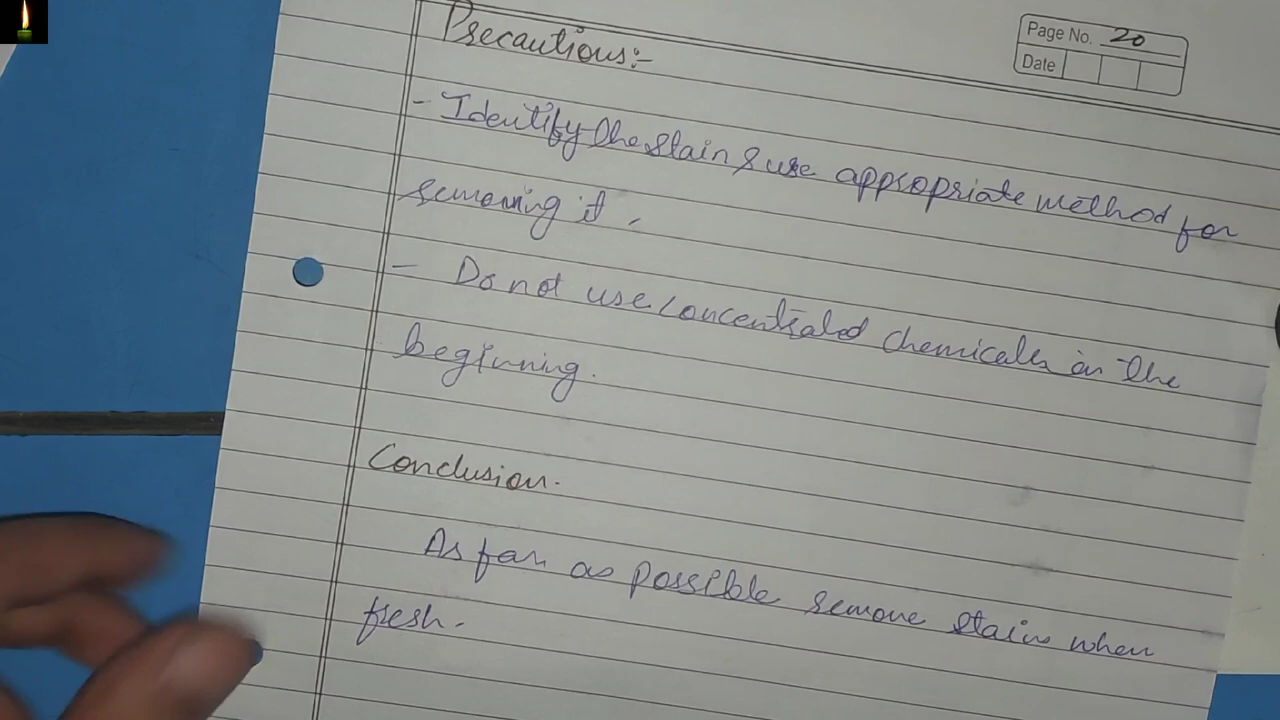 Page No. 20
Date
Precautions:-
- Identify the stain & use appropriate method for
removing it.
- Do not use concentrated chemicals in the
beginning.
Conclusion.
As far as possible remove stains when
fresh.